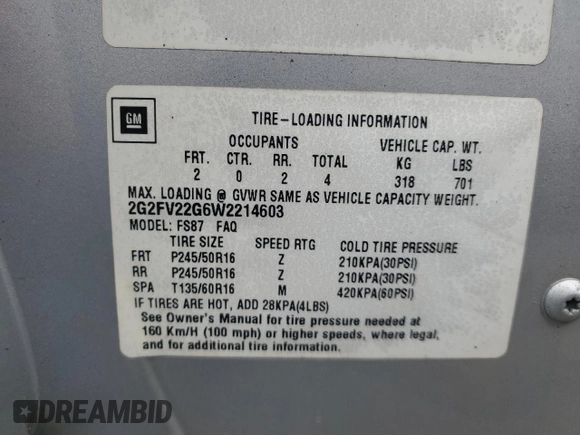 GM
TIRE-LOADING INFORMATION
OCCUPANTS VEHICLE CAP. WT.
FRT. CTR. RR. TOTAL KG LBS
2 0 2 4 318 701
MAX. LOADING @ GVWR SAME AS VEHICLE CAPACITY WEIGHT.
2G2FV22G6W2214603
MODEL: FS87 FAQ
TIRE SIZE SPEED RTG COLD TIRE PRESSURE
FRT P245/50R16 Z 210KPA(30PSI)
RR P245/50R16 Z 210KPA(30PSI)
SPA T135/60R16 M 420KPA(60PSI)
IF TIRES ARE HOT, ADD 28KPA(4LBS)
See Owner's Manual for tire pressure needed at
160 Km/H (100 mph) or higher speeds, where legal,
and for additional information.
DREAMBID